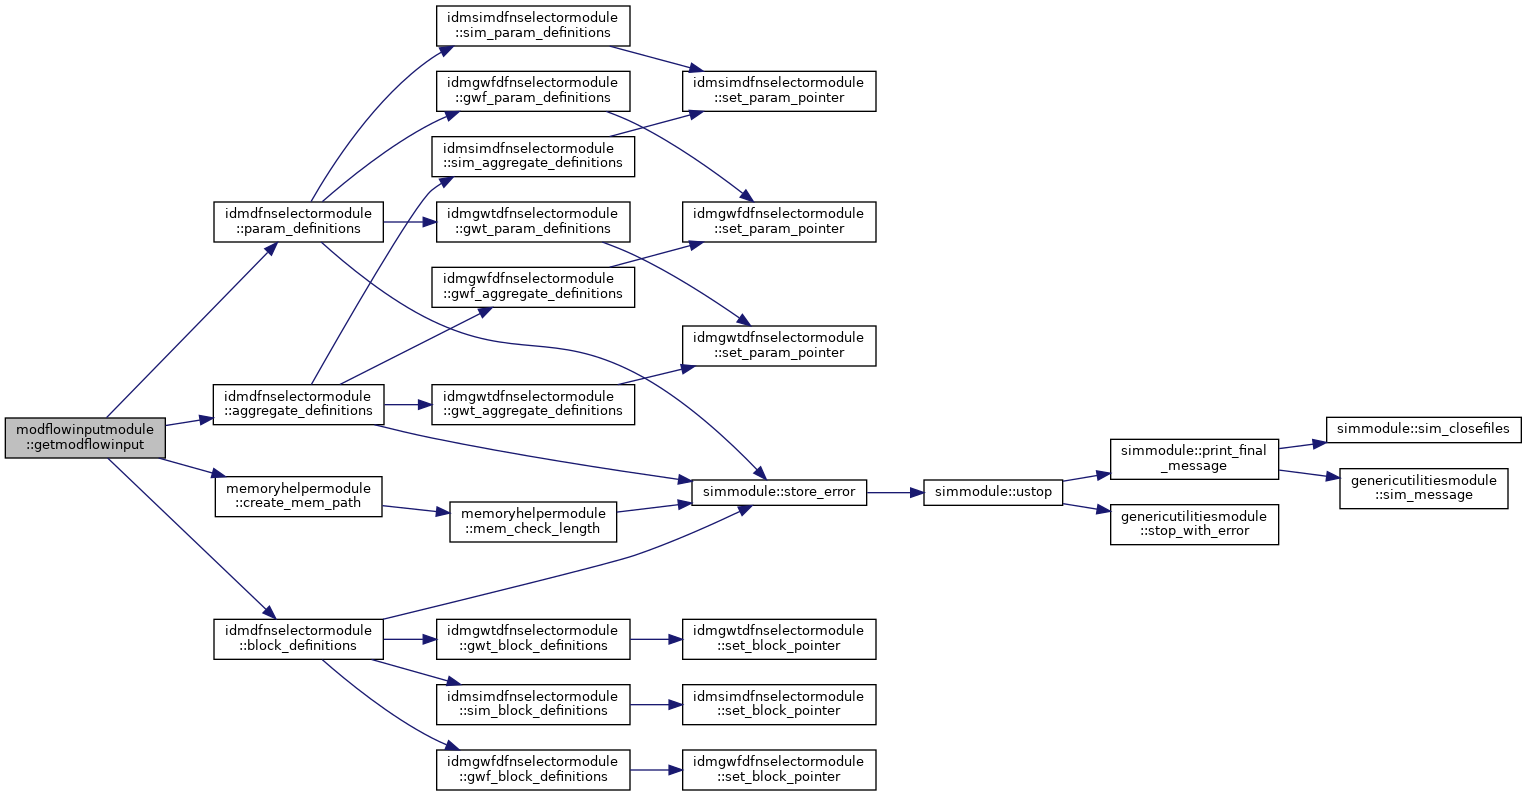 idmsimdfnselectormodule
::sim_param_definitions
idmgwfdfnselectormodule
::gwf_param_definitions
idmsimdfnselectormodule
::set_param_pointer
idmsimdfnselectormodule
::sim_aggregate_definitions
idmdfnselectormodule
::param_definitions
idmgwtdfnselectormodule
::gwt_param_definitions
idmgwfdfnselectormodule
::set_param_pointer
idmgwfdfnselectormodule
::gwf_aggregate_definitions
idmgwtdfnselectormodule
::set_param_pointer
modflowinputmodule
::getmodflowinput
idmdfnselectormodule
::aggregate_definitions
idmgwtdfnselectormodule
::gwt_aggregate_definitions
memoryhelpermodule
::create_mem_path
memoryhelpermodule
::mem_check_length
simmodule::store_error
simmodule::ustop
simmodule::print_final
_message
simmodule::sim_closefiles
genericutilitiesmodule
::sim_message
genericutilitiesmodule
::stop_with_error
idmdfnselectormodule
::block_definitions
idmgwtdfnselectormodule
::gwt_block_definitions
idmgwtdfnselectormodule
::set_block_pointer
idmsimdfnselectormodule
::sim_block_definitions
idmsimdfnselectormodule
::set_block_pointer
idmgwfdfnselectormodule
::gwf_block_definitions
idmgwfdfnselectormodule
::set_block_pointer